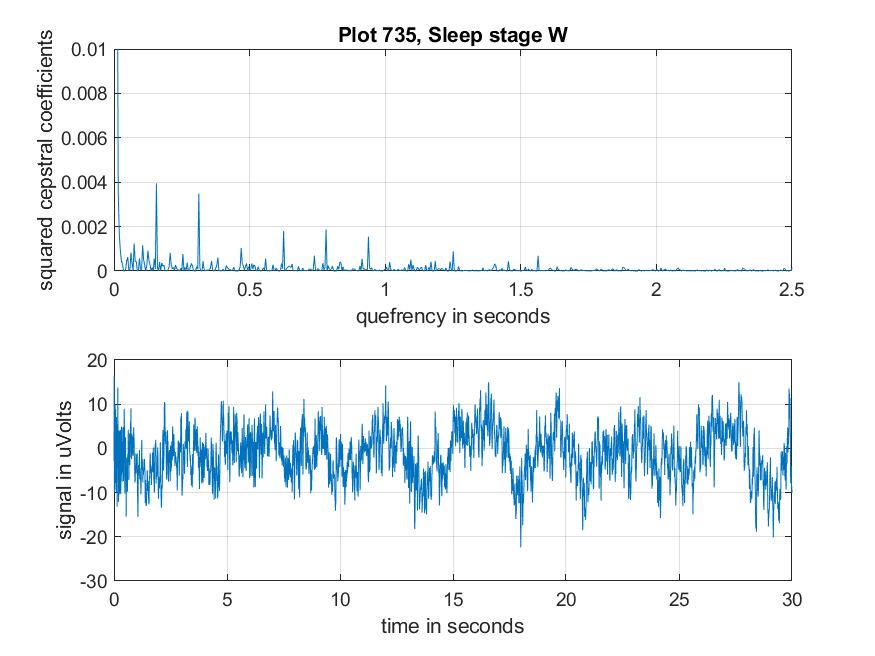 Plot 735, Sleep stage W
squared cepstral coefficients
0.01
0.008
0.006
0.004
0.002
0
0 0.5 1 1.5 2 2.5
quefrency in seconds
signal in uVolts
20
10
0
-10
-20
-30
0 5 10 15 20 25 30
time in seconds